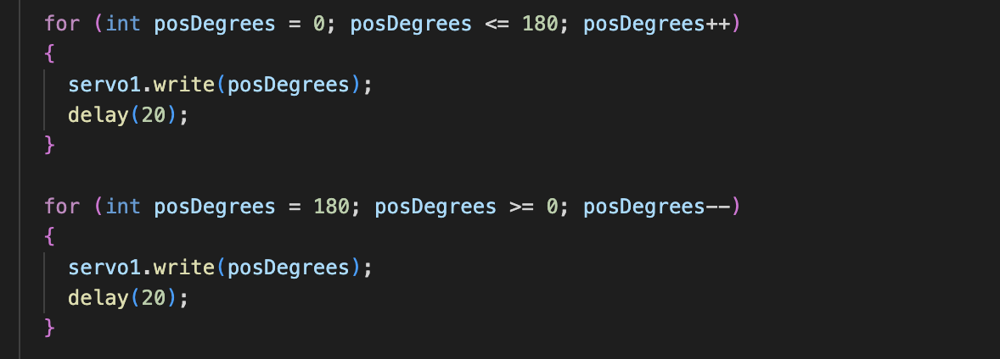 for (int posDegrees = 0; posDegrees <= 180; posDegrees++)
{
  servo1.write(posDegrees);
  delay(20);
}

for (int posDegrees = 180; posDegrees >= 0; posDegrees--)
{
  servo1.write(posDegrees);
  delay(20);
}